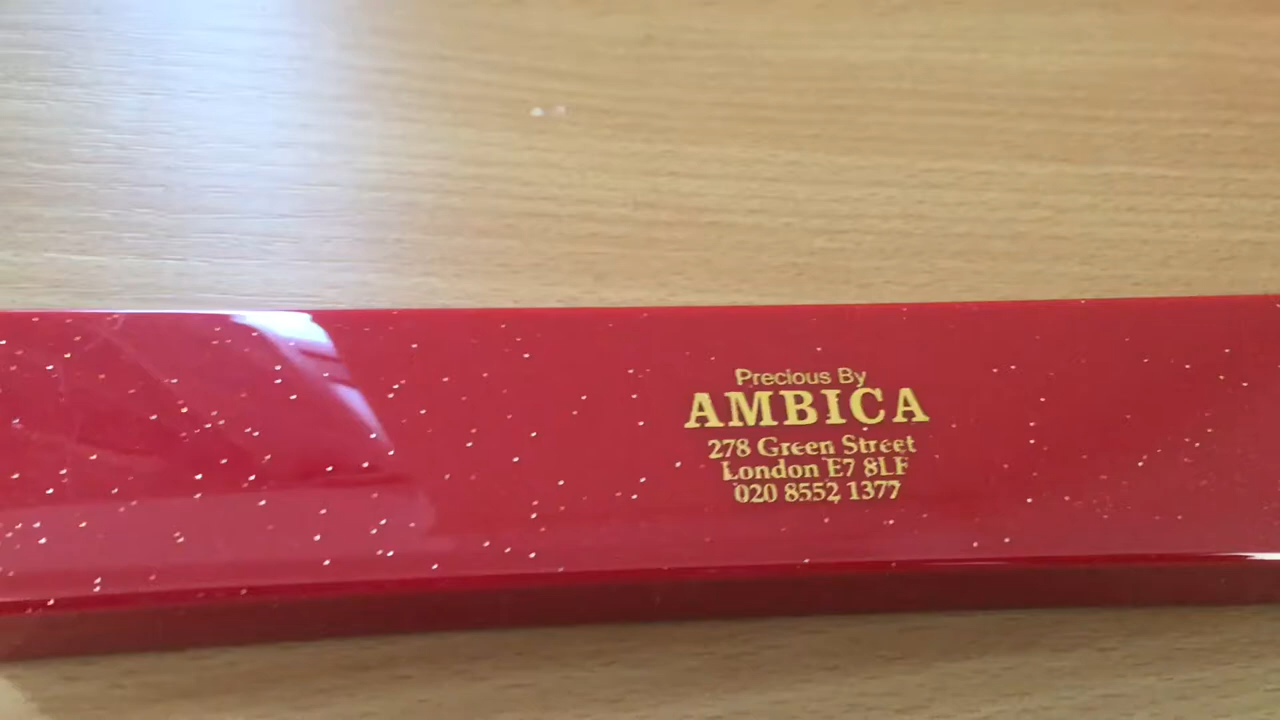 Precious By
AMBICA
278 Green Street
London E7 8LF
020 8552 1377